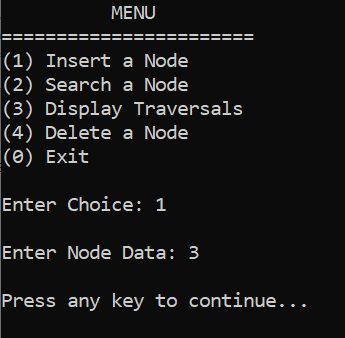 MENU
=======================
(1) Insert a Node
(2) Search a Node
(3) Display Traversals
(4) Delete a Node
(0) Exit
Enter Choice: 1
Enter Node Data: 3
Press any key to continue...